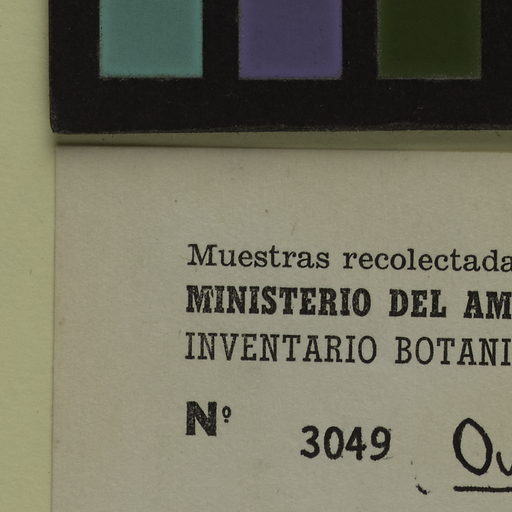 Muestras recolectada
MINISTERIO DEL AM
INVENTARIO BOTANI
Nº 3049